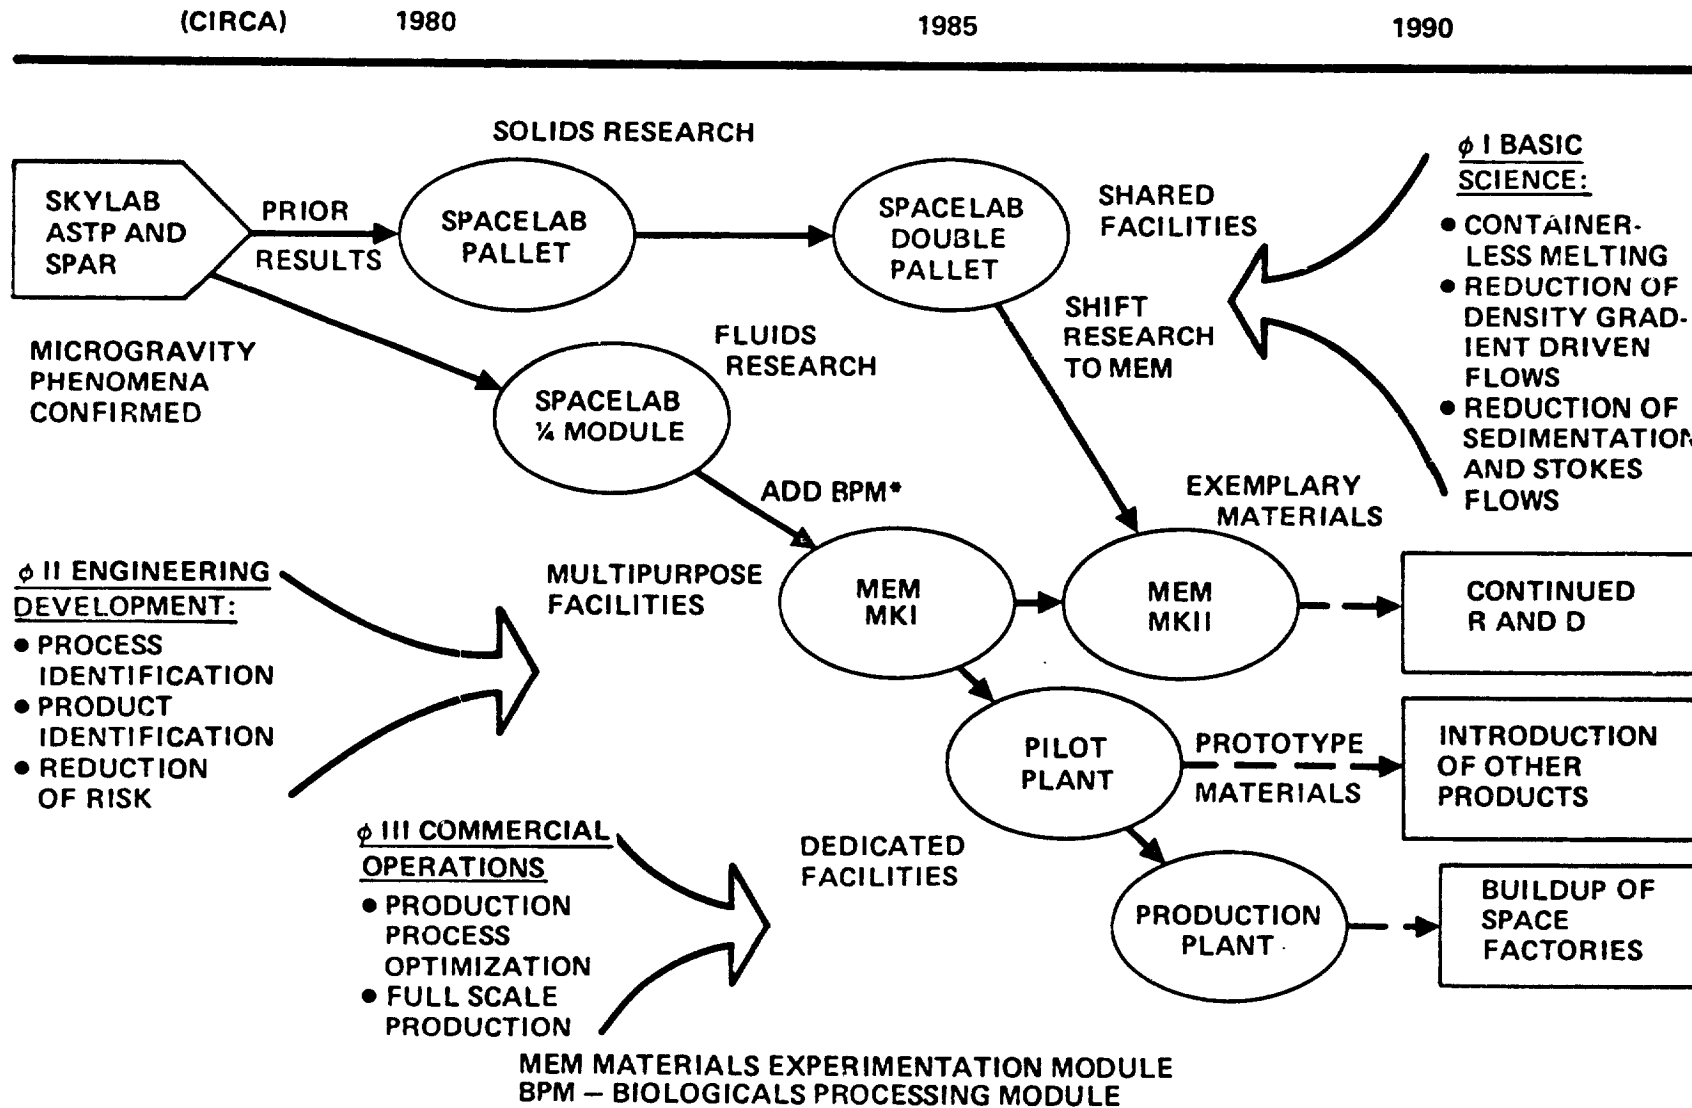 (CIRCA) 1980 1985 1990
SOLIDS RESEARCH
SKYLAB
ASTP AND
SPAR
PRIOR
RESULTS
SPACELAB
PALLET
SPACELAB
DOUBLE
PALLET
SHARED
FACILITIES
φ I BASIC
SCIENCE:
● CONTAINER-
LESS MELTING
● REDUCTION OF
DENSITY GRAD-
IENT DRIVEN
FLOWS
● REDUCTION OF
SEDIMENTATION
AND STOKES
FLOWS
MICROGRAVITY
PHENOMENA
CONFIRMED
FLUIDS
RESEARCH
SHIFT
RESEARCH
TO MEM
SPACELAB
¼ MODULE
ADD BPM*
EXEMPLARY
MATERIALS
φ II ENGINEERING
DEVELOPMENT:
● PROCESS
IDENTIFICATION
● PRODUCT
IDENTIFICATION
● REDUCTION
OF RISK
MULTIPURPOSE
FACILITIES
MEM
MKI
MEM
MKII
CONTINUED
R AND D
PILOT
PLANT
PROTOTYPE
MATERIALS
INTRODUCTION
OF OTHER
PRODUCTS
φ III COMMERCIAL
OPERATIONS
● PRODUCTION
PROCESS
OPTIMIZATION
● FULL SCALE
PRODUCTION
DEDICATED
FACILITIES
PRODUCTION
PLANT
BUILDUP OF
SPACE
FACTORIES
MEM MATERIALS EXPERIMENTATION MODULE
BPM – BIOLOGICALS PROCESSING MODULE